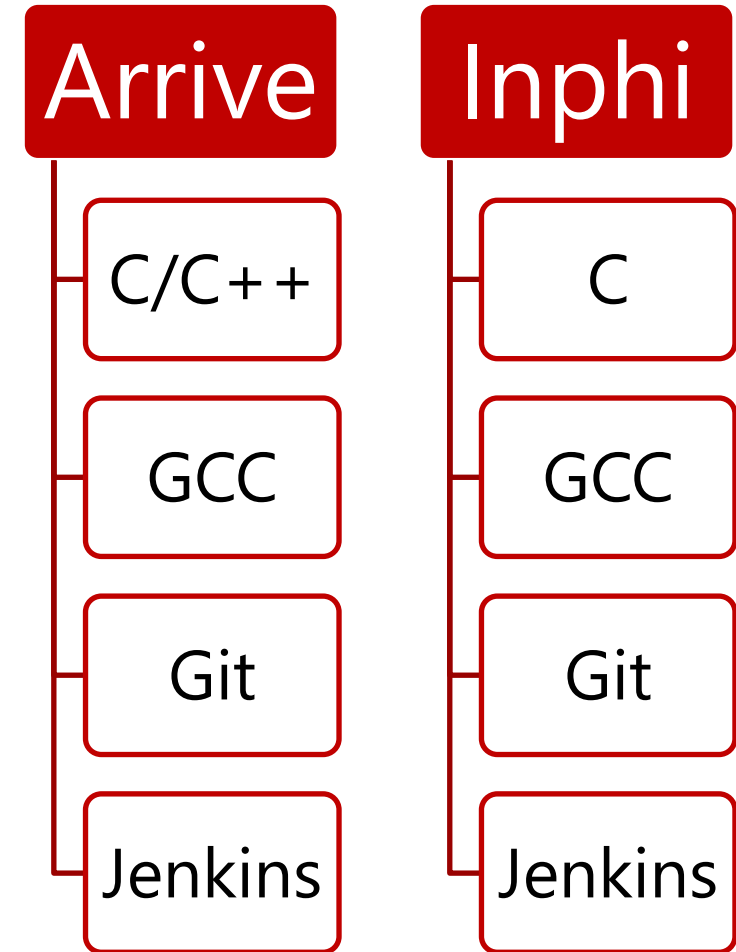 Arrive
C/C++
GCC
Git
Jenkins
Inphi
C
GCC
Git
Jenkins